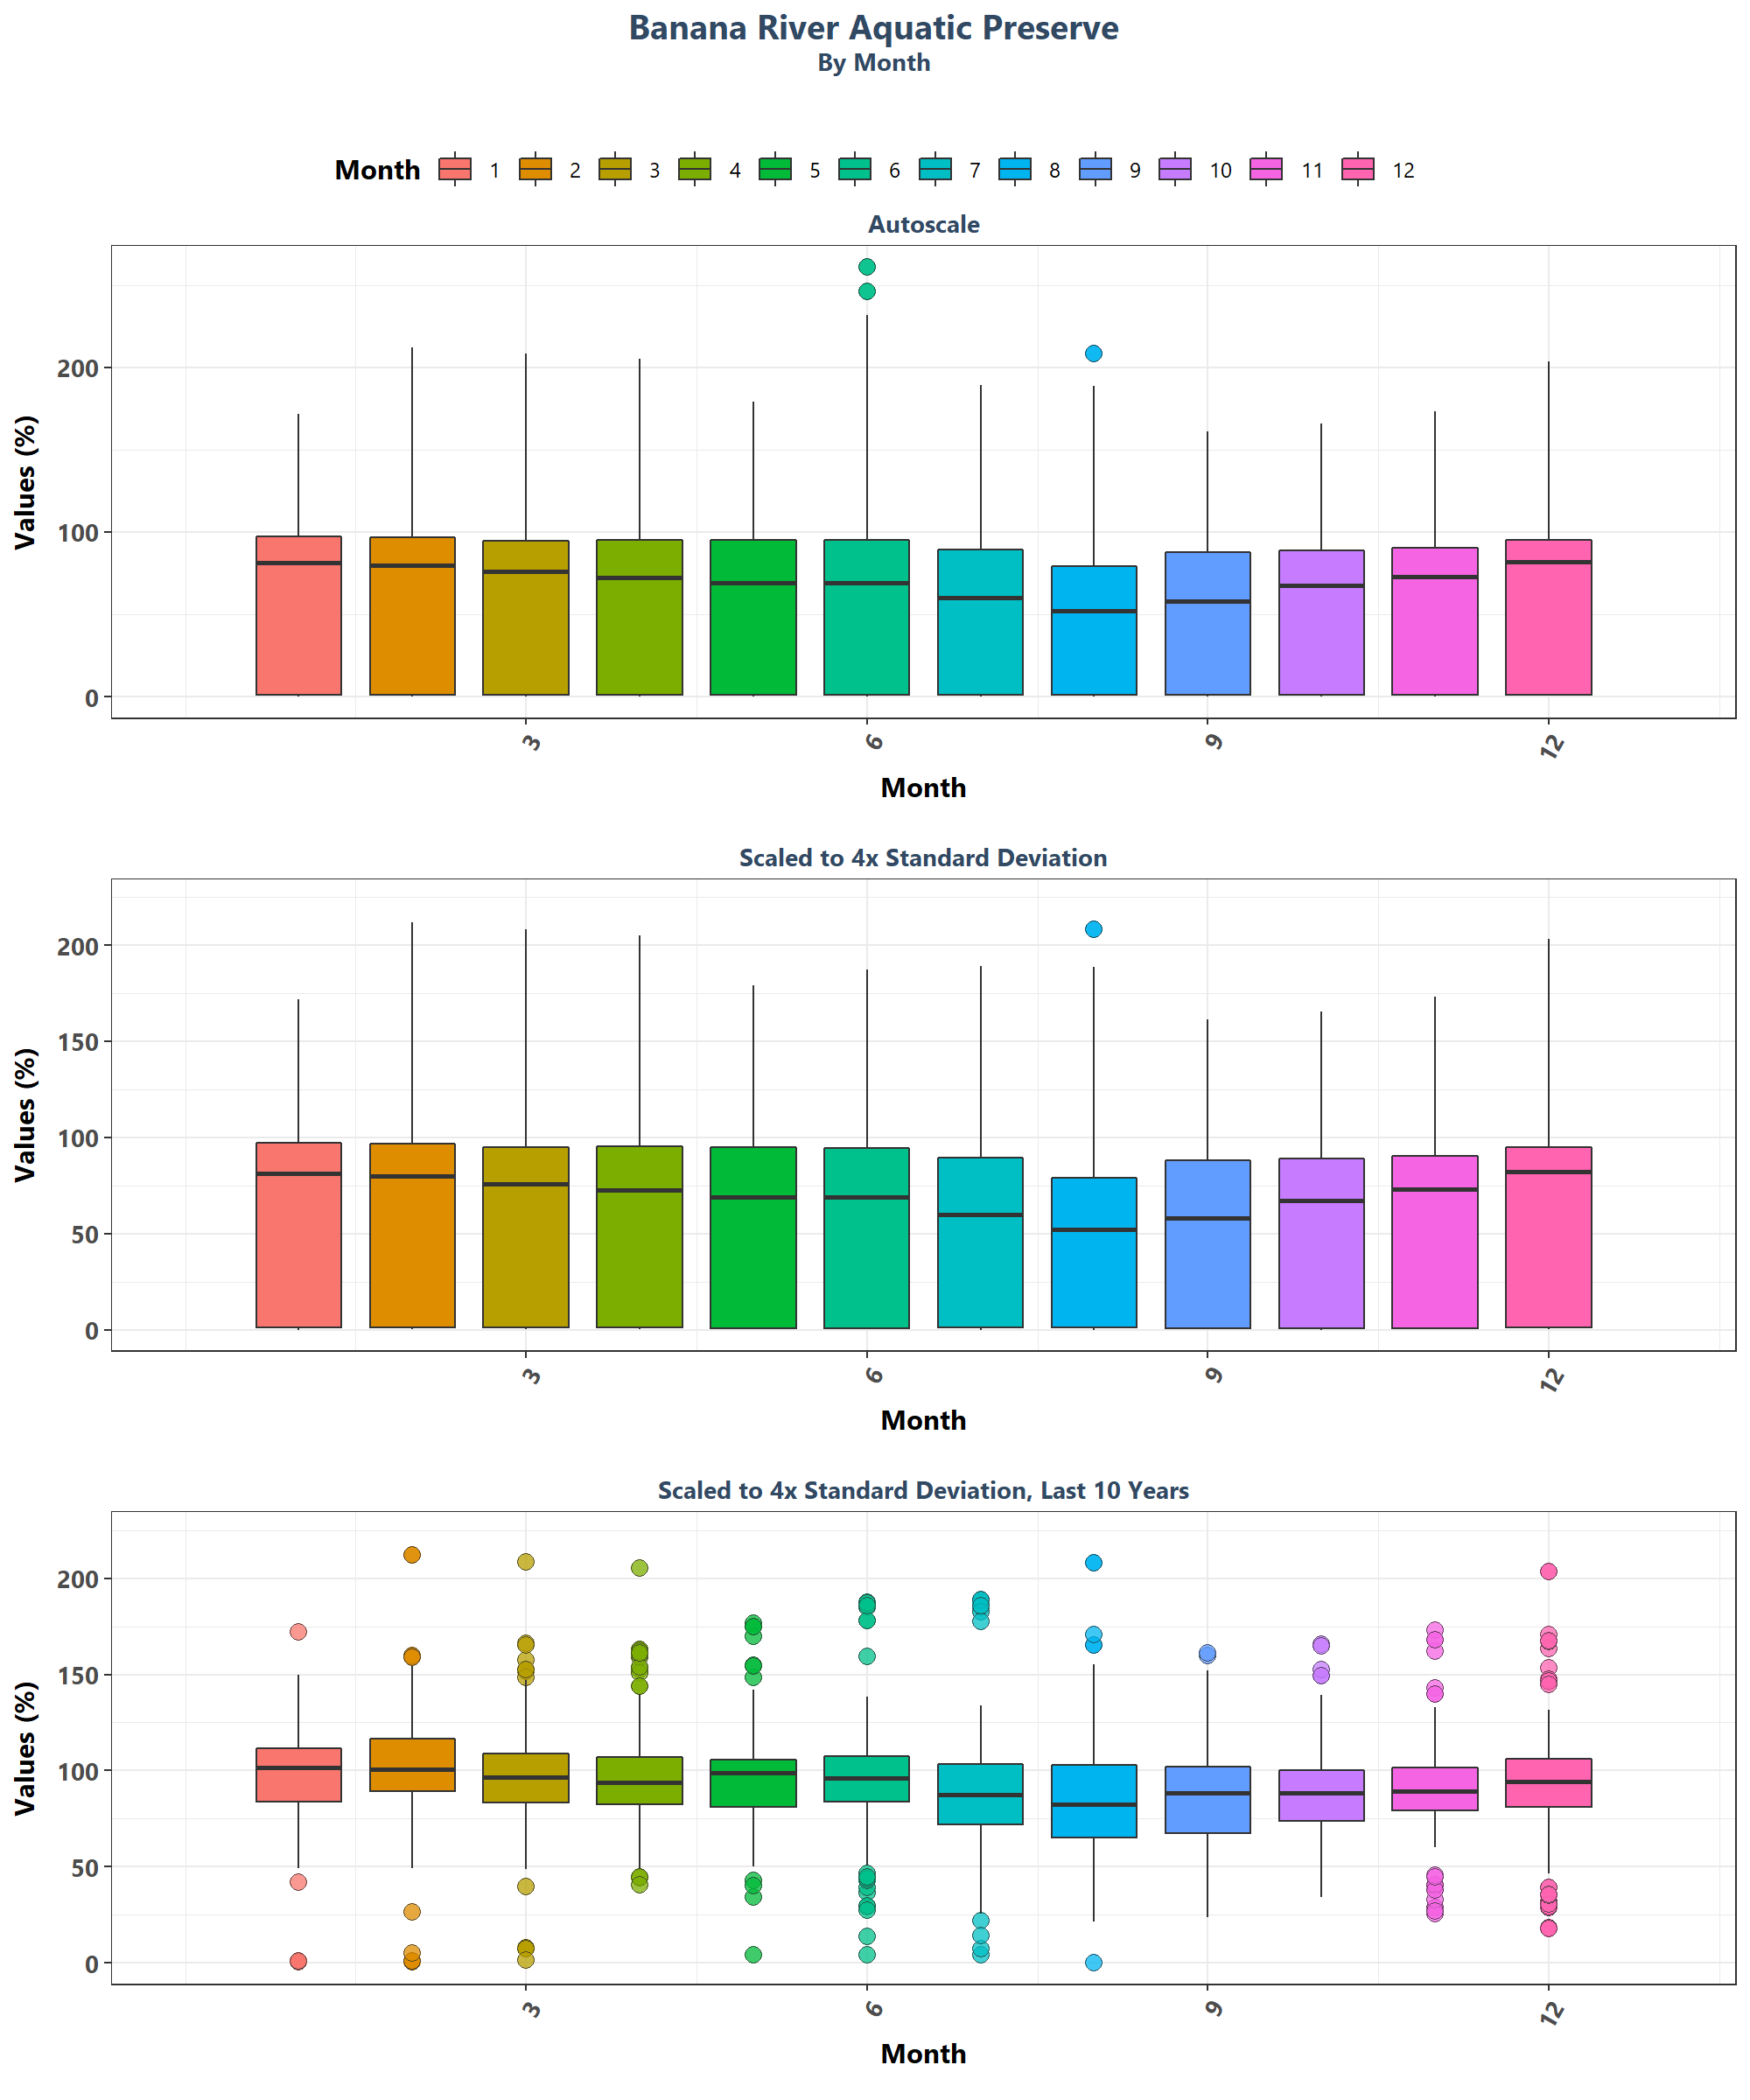 Banana River Aquatic Preserve
By Month
Month 1 2 3 4 5 6 7 8 9 10 11 12
Autoscale
Values (%)
200
100
0
3 6 9 12
Month
Scaled to 4x Standard Deviation
Values (%)
200
150
100
50
0
3 6 9 12
Month
Scaled to 4x Standard Deviation, Last 10 Years
Values (%)
200
150
100
50
0
3 6 9 12
Month